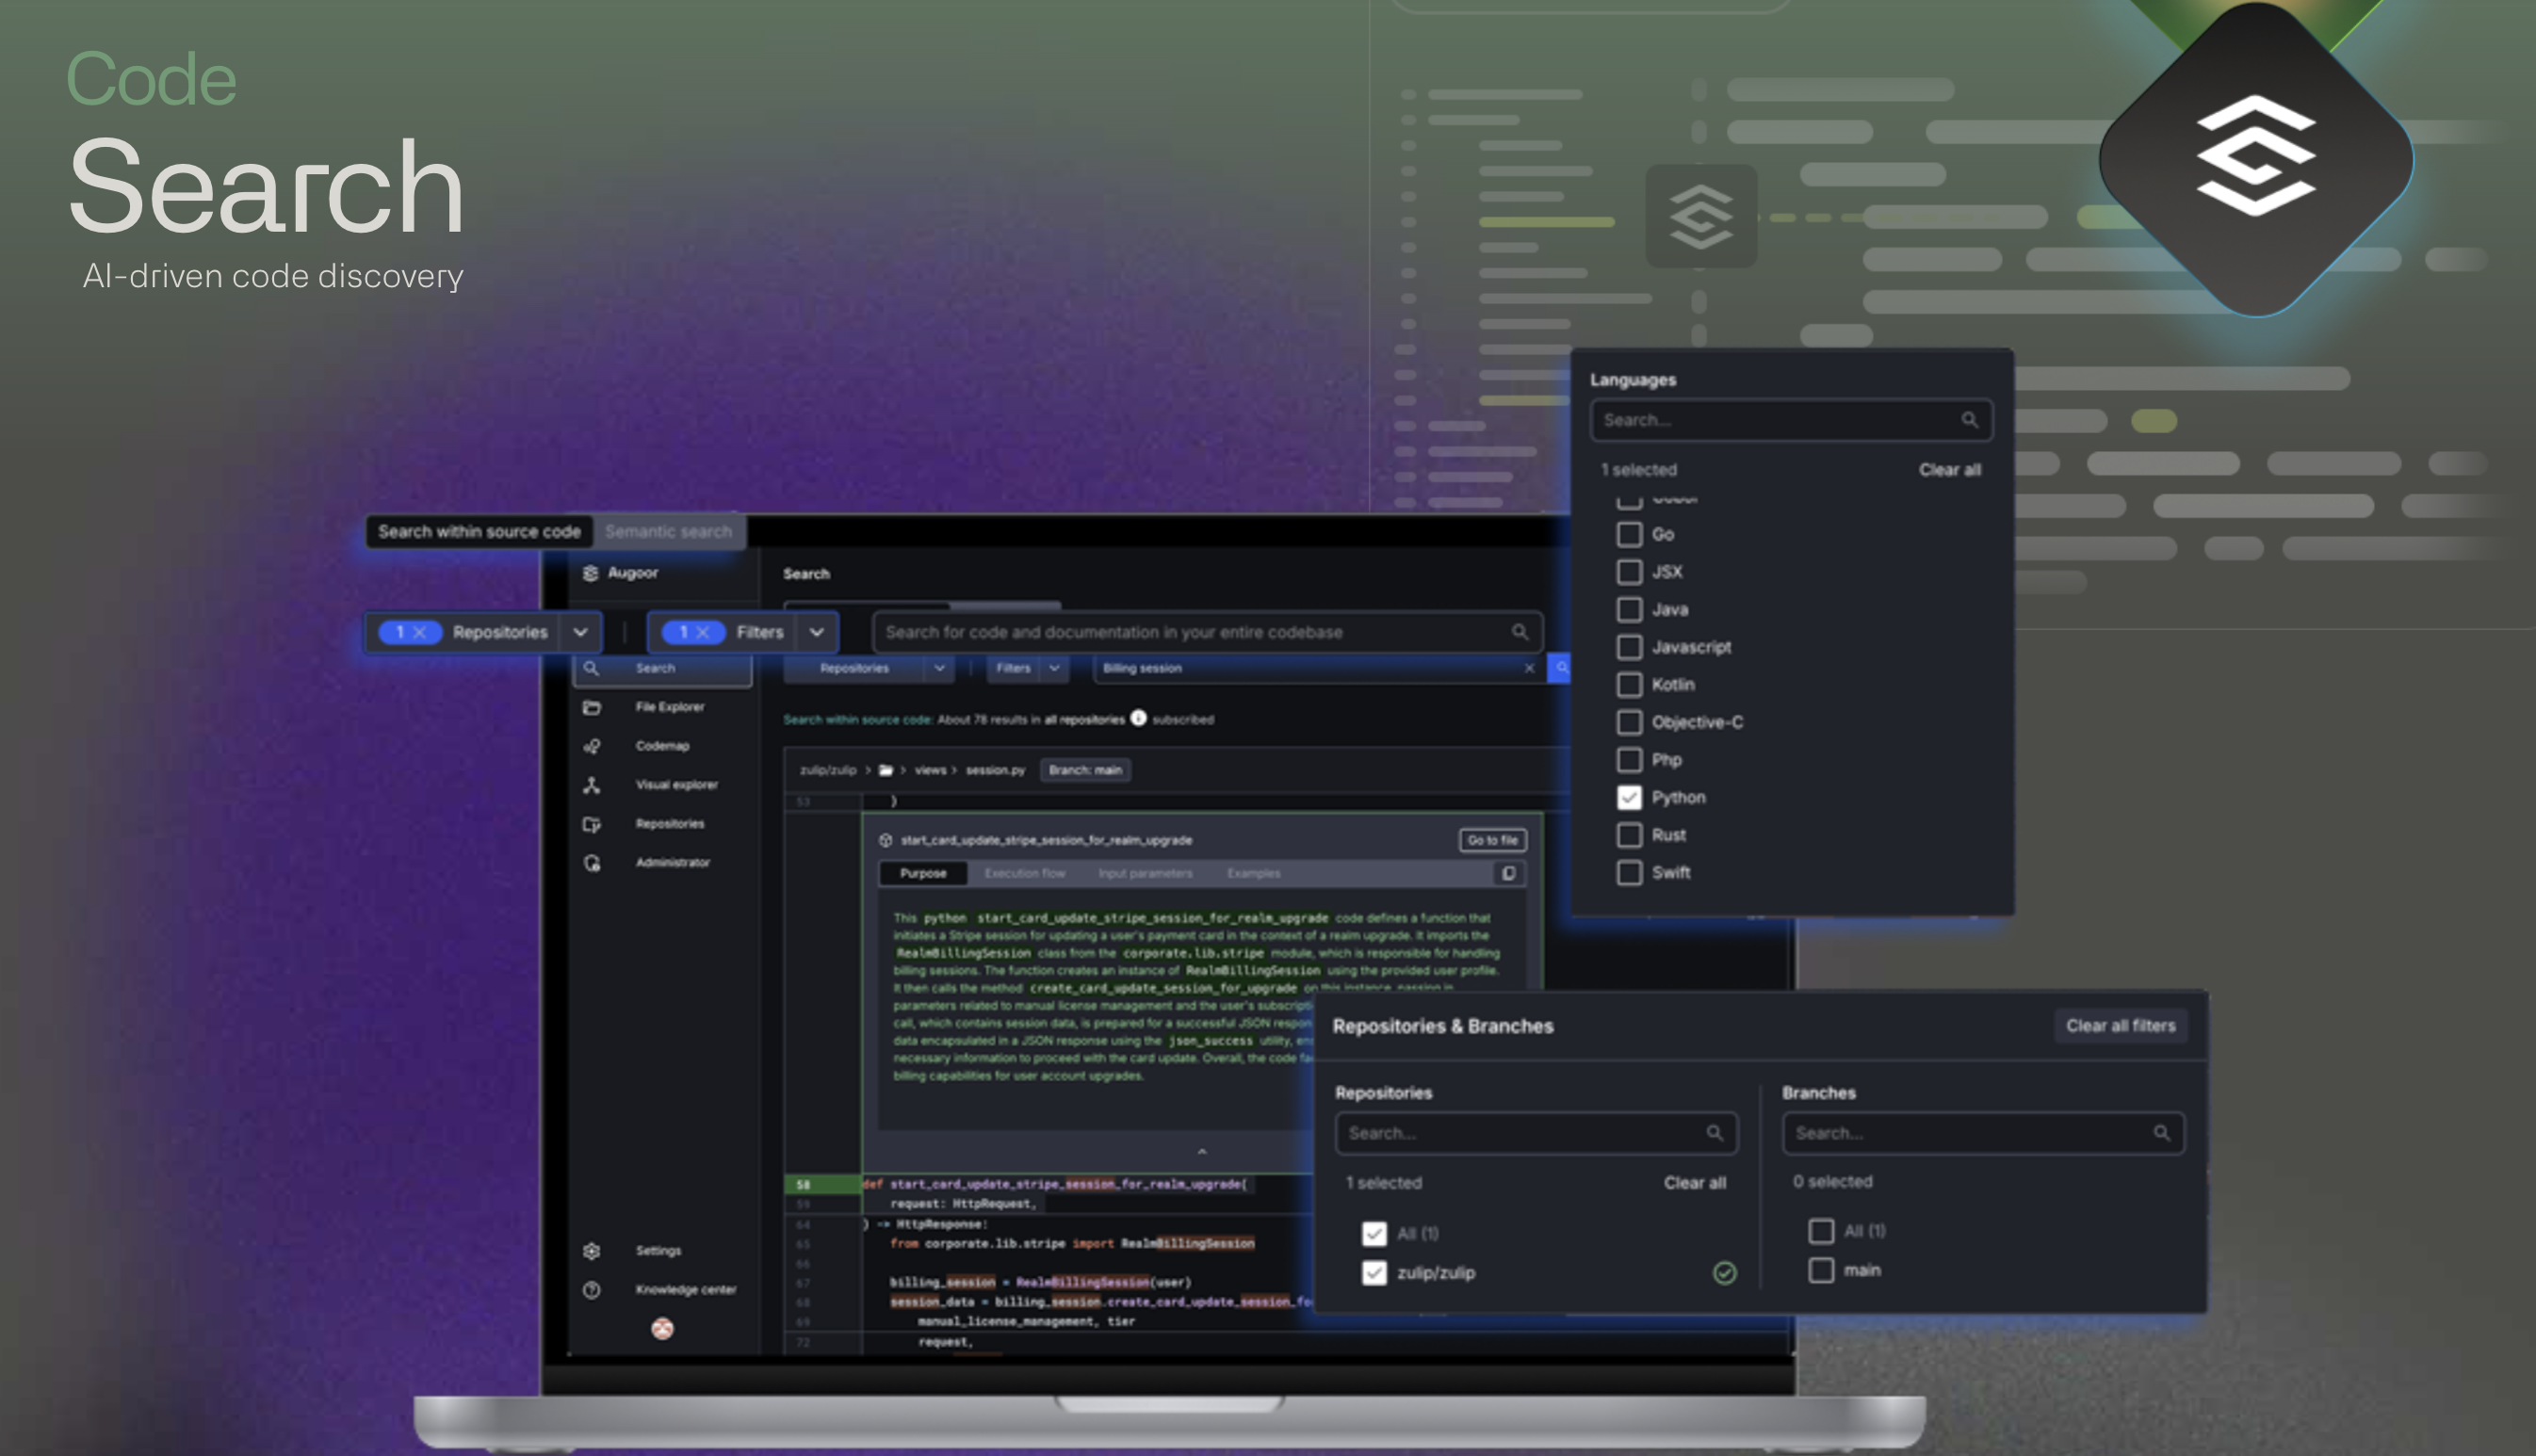 Code
Search
AI-driven code discovery
Languages
Search...
1 selected Clear all
Go
JSX
Java
Javascript
Kotlin
Objective-C
Php
Python
Rust
Swift
Search within source code Semantic search
Augoor
Search
1 × Repositories
1 × Filters
Search for code and documentation in your entire codebase
Search
File Explorer
Codemap
Visual explorer
Repositories
Administrator
Settings
Knowledge center
Repositories Filters Billing session
Search within source code: About 78 results in all repositories subscribed
zulip/zulip > > views > session.py Branch: main
53 )
start_card_update_stripe_session_for_realm_upgrade Go to file
Purpose Execution flow Input parameters Examples
This python start_card_update_stripe_session_for_realm_upgrade code defines a function that
initiates a Stripe session for updating a user's payment card in the context of a realm upgrade. It imports the
RealmBillingSession class from the corporate.lib.stripe module, which is responsible for handling
billing sessions. The function creates an instance of RealmBillingSession using the provided user profile.
It then calls the method create_card_update_session_for_upgrade on this instance, passing in
parameters related to manual license management and the user's
call, which contains session data, is prepared for a successful JSON
data encapsulated in a JSON response using the json_success utility,
necessary information to proceed with the card update. Overall, the code
billing capabilities for user account upgrades.
58 def start_card_update_stripe_session_for_realm_upgrade(
59 request: HttpRequest,
64 ) -> HttpResponse:
65 from corporate.lib.stripe import RealmBillingSession
66
67 billing_session = RealmBillingSession(user)
68 session_data = billing_session.create_card_update_session_fo
69 manual_license_management, tier
72 request,
Repositories & Branches Clear all filters
Repositories
Search...
1 selected Clear all
All (1)
zulip/zulip
Branches
Search...
0 selected
All (1)
main